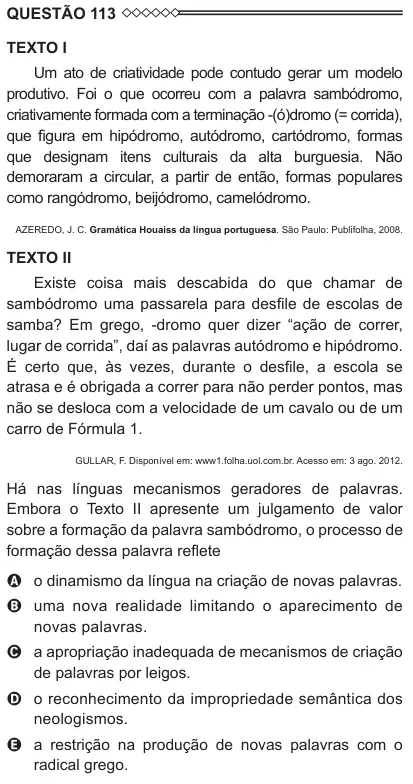 QUESTÃO 113
TEXTO I
Um ato de criatividade pode contudo gerar um modelo
produtivo. Foi o que ocorreu com a palavra sambódromo,
criativamente formada com a terminação -(ó)dromo (= corrida),
que figura em hipódromo, autódromo, cartódromo, formas
que designam itens culturais da alta burguesia. Não
demoraram a circular, a partir de então, formas populares
como rangódromo, beijódromo, camelódromo.
AZEREDO, J. C. Gramática Houaiss da língua portuguesa. São Paulo: Publifolha, 2008.
TEXTO II
Existe coisa mais descabida do que chamar de
sambódromo uma passarela para desfile de escolas de
samba? Em grego, -dromo quer dizer “ação de correr,
lugar de corrida”, daí as palavras autódromo e hipódromo.
É certo que, às vezes, durante o desfile, a escola se
atrasa e é obrigada a correr para não perder pontos, mas
não se desloca com a velocidade de um cavalo ou de um
carro de Fórmula 1.
GULLAR, F. Disponível em: www1.folha.uol.com.br. Acesso em: 3 ago. 2012.
Há nas línguas mecanismos geradores de palavras.
Embora o Texto II apresente um julgamento de valor
sobre a formação da palavra sambódromo, o processo de
formação dessa palavra reflete
A o dinamismo da língua na criação de novas palavras.
B uma nova realidade limitando o aparecimento de
novas palavras.
C a apropriação inadequada de mecanismos de criação
de palavras por leigos.
D o reconhecimento da impropriedade semântica dos
neologismos.
E a restrição na produção de novas palavras com o
radical grego.